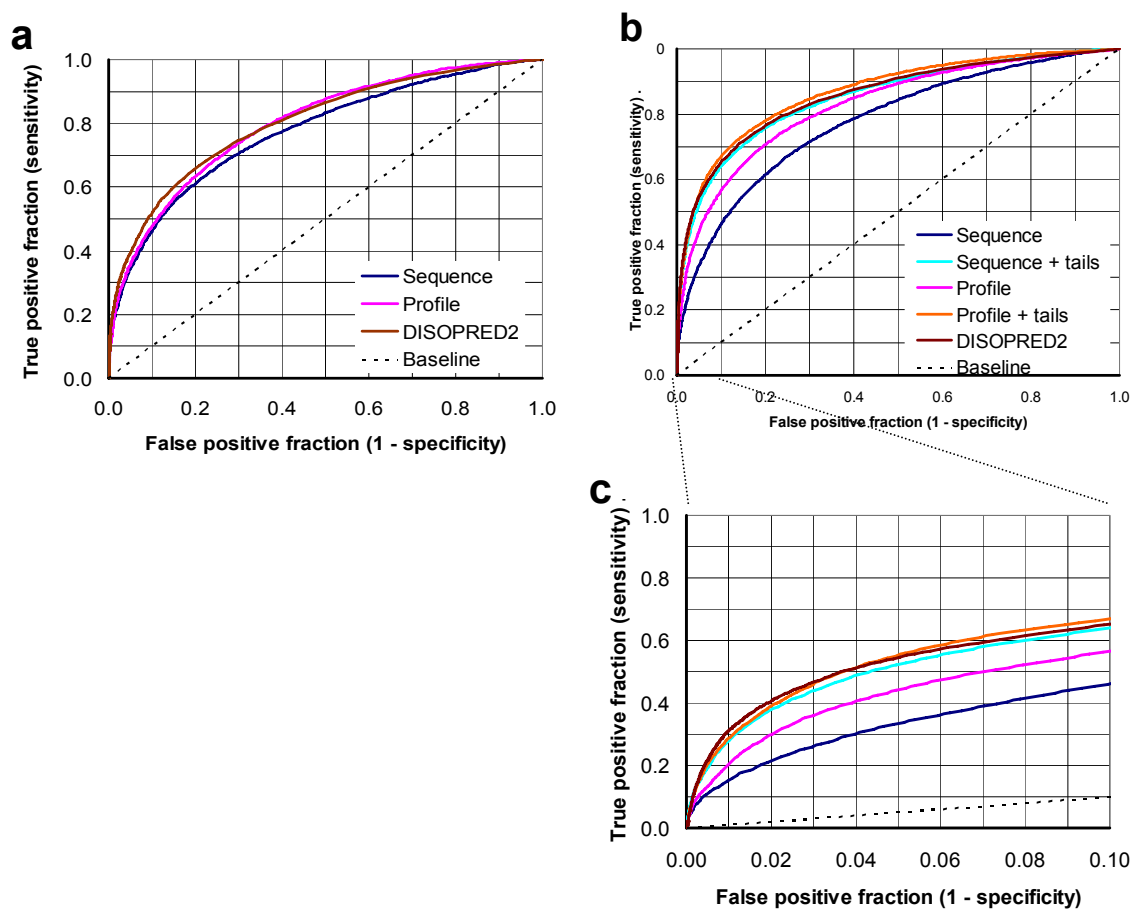 a
True positive fraction (sensitivity)
1.0
0.8
0.6
0.4
0.2
0.0
Sequence
Profile
DISOPRED2
Baseline
0.0 0.2 0.4 0.6 0.8 1.0
False positive fraction (1 - specificity)
b
True positive fraction (sensitivity) .
0
0.8
0.6
0.4
0.2
0.0
Sequence
Sequence + tails
Profile
Profile + tails
DISOPRED2
Baseline
0.0 0.2 0.4 0.6 0.8 1.0
False positive fraction (1 - specificity)
c
True positive fraction (sensitivity) .
1.0
0.8
0.6
0.4
0.2
0.0
0.00 0.02 0.04 0.06 0.08 0.10
False positive fraction (1 - specificity)